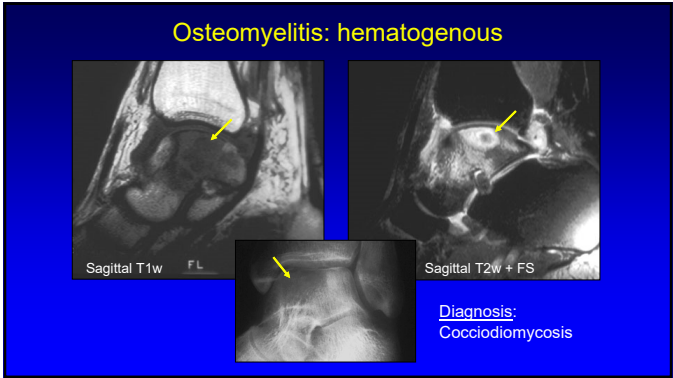 Osteomyelitis: hematogenous
Sagittal T1w
FL
Sagittal T2w + FS
Diagnosis:
Cocciodiomycosis